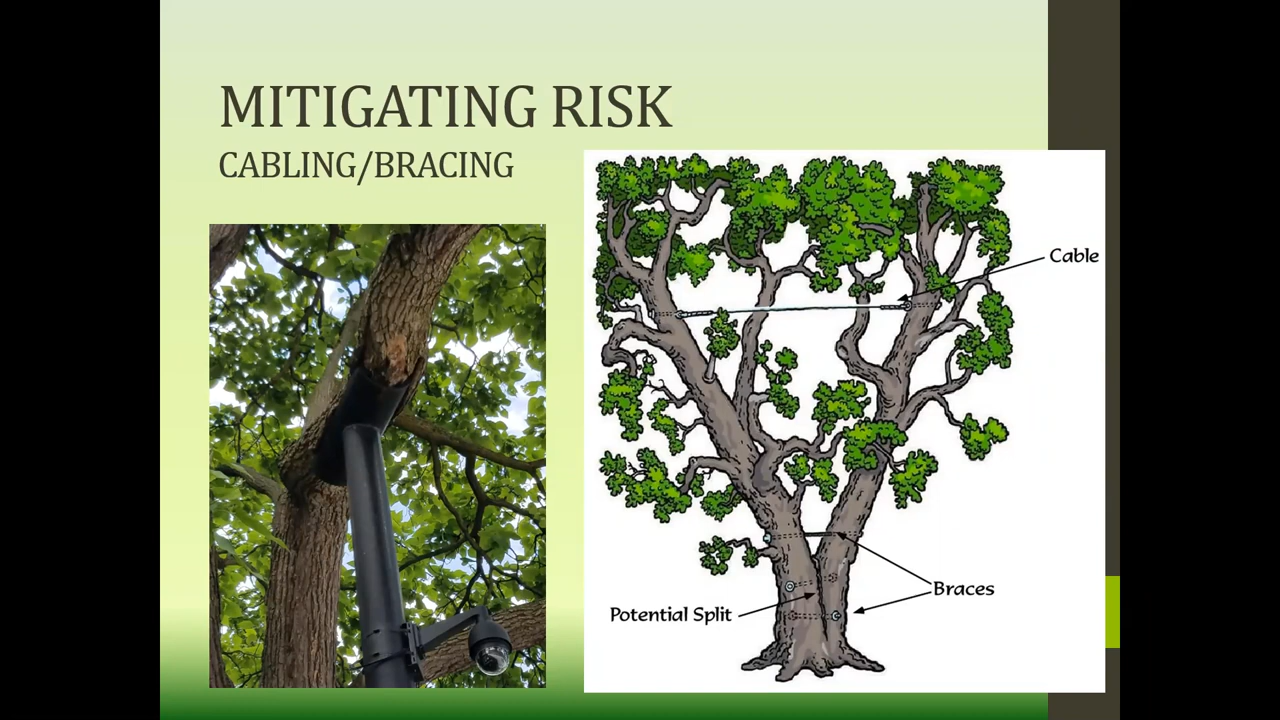 MITIGATING RISK
CABLING/BRACING
Cable
Braces
Potential Split